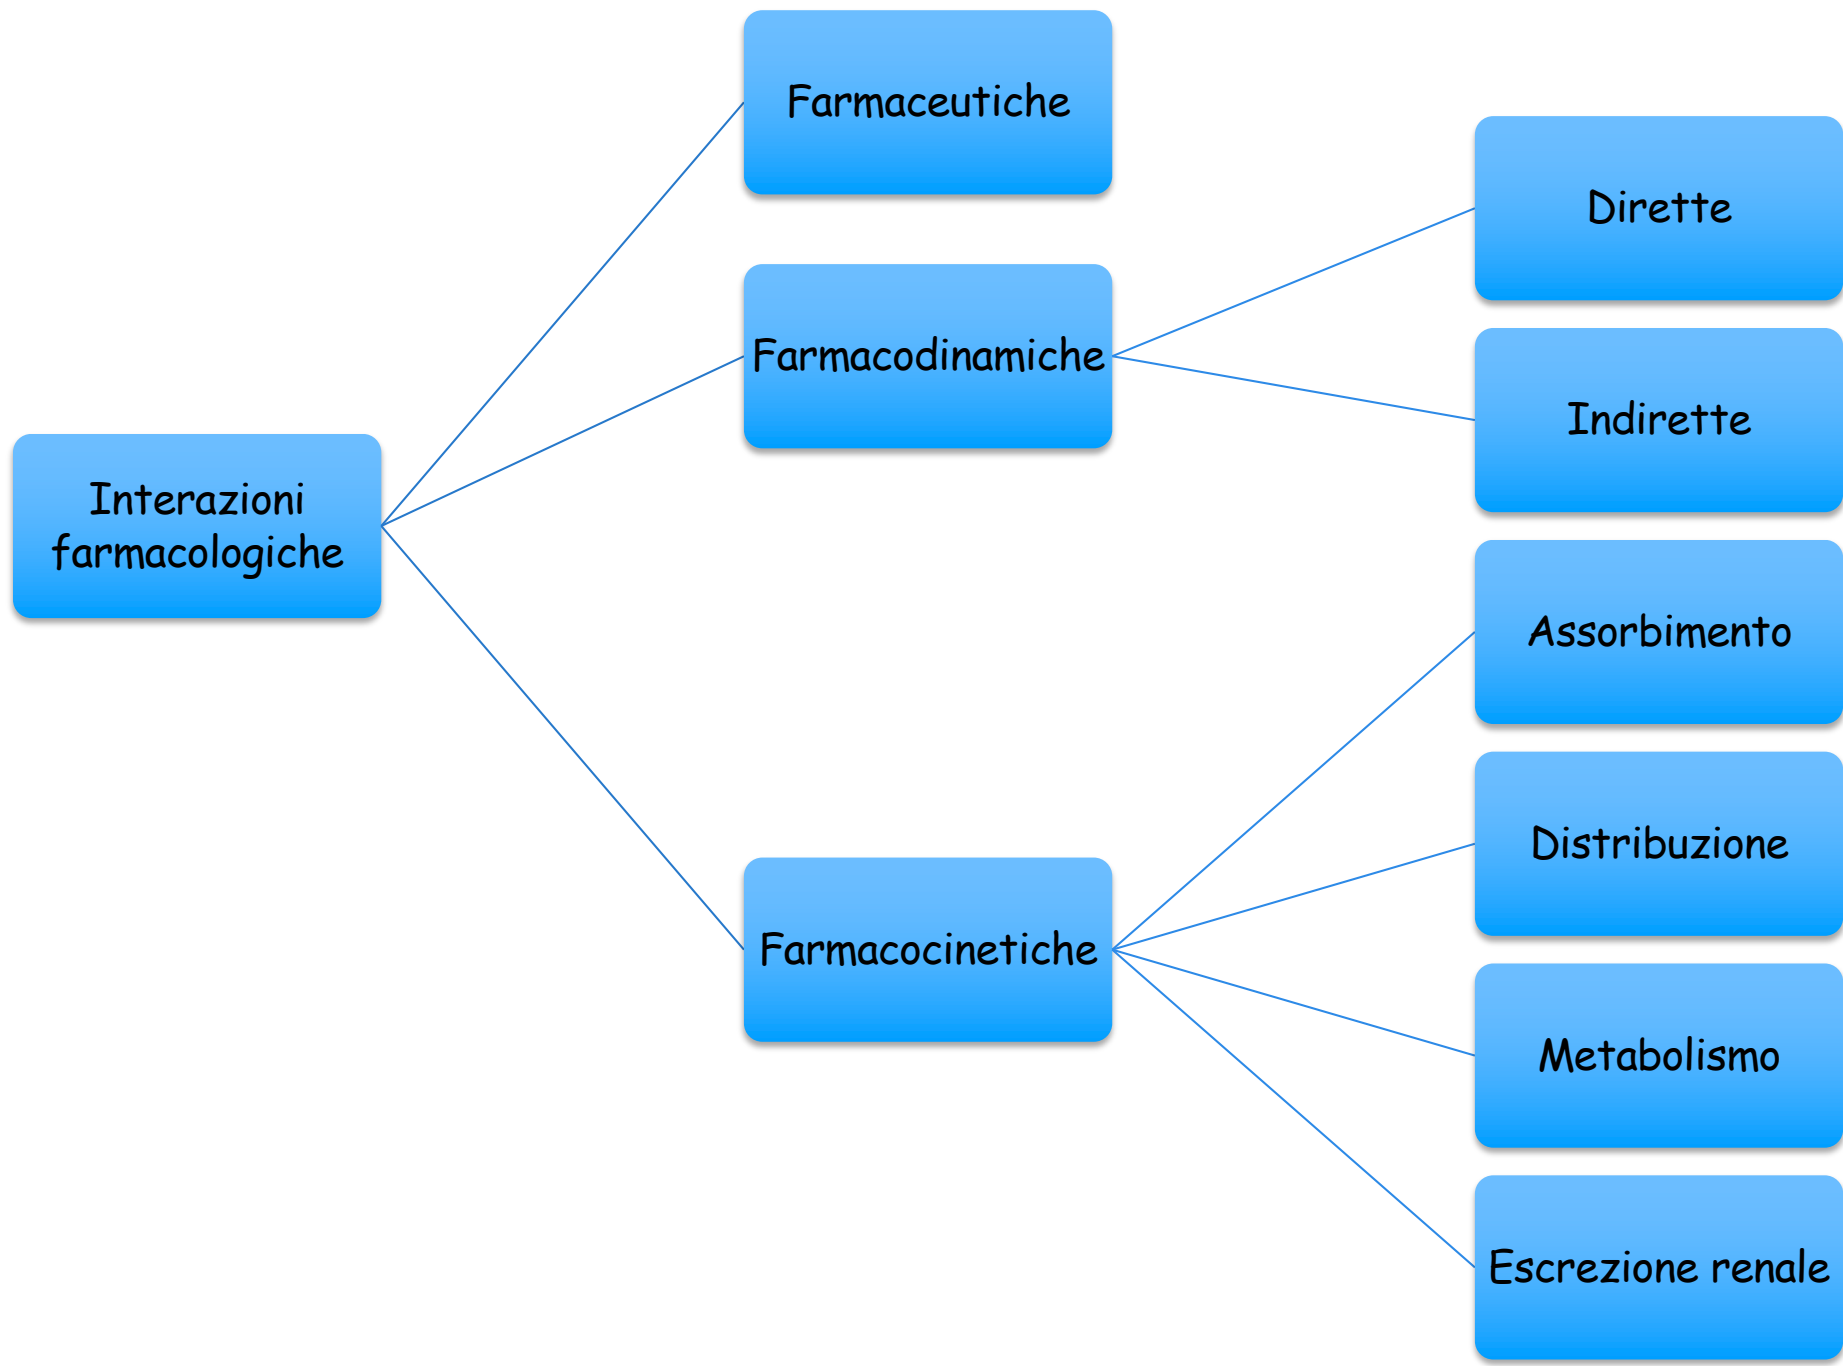 Interazioni
farmacologiche
Farmaceutiche
Farmacodinamiche
Dirette
Indirette
Farmacocinetiche
Assorbimento
Distribuzione
Metabolismo
Escrezione renale